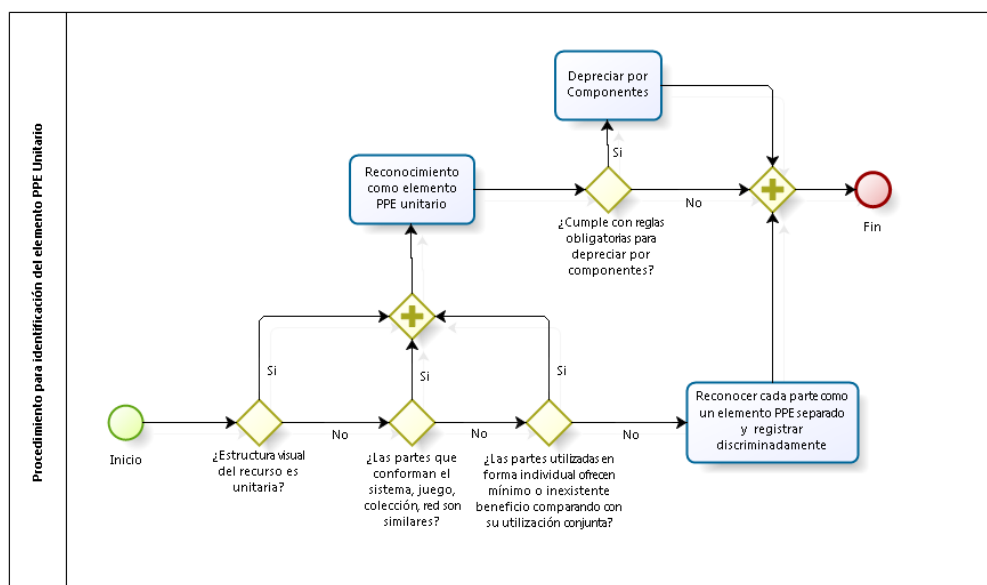 Procedimiento para identificación del elemento PPE Unitario
Depreciar por
Componentes
Si
Reconocimiento
como elemento
PPE unitario
No
¿Cumple con reglas
obligatorias para
depreciar por
componentes?
Fin
Si
Si
Si
Inicio
No
¿Estructura visual
del recurso es
unitaria?
No
¿Las partes que
conforman el
sistema, juego,
colección, red son
similares?
No
¿Las partes utilizadas en
forma individual ofrecen
mínimo o inexistente
beneficio comparando con
su utilización conjunta?
Reconocer cada parte como
un elemento PPE separado
y registrar
discriminadamente